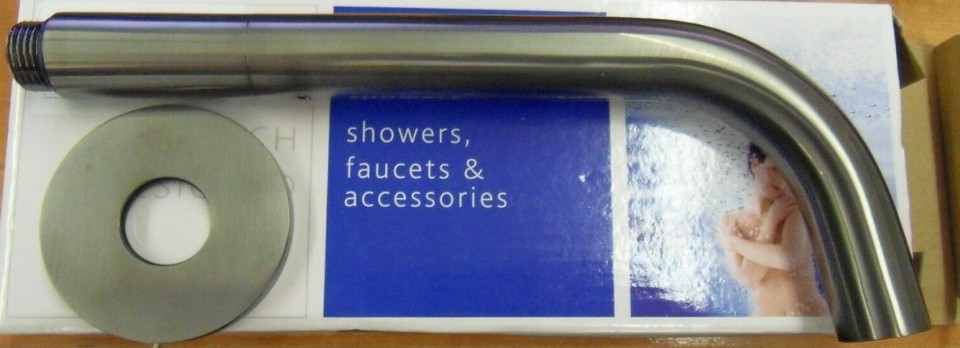 showers,
faucets &
accessories